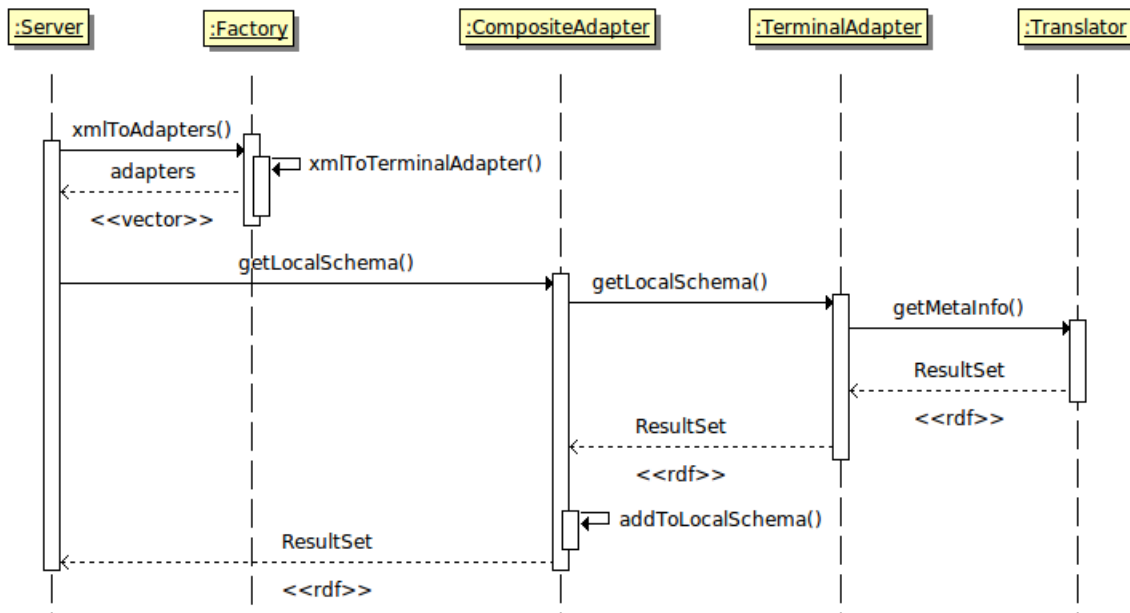 :Server
:Factory
:CompositeAdapter
:TerminalAdapter
:Translator
xmlToAdapters()
xmlToTerminalAdapter()
adapters
<<vector>>
getLocalSchema()
getLocalSchema()
getMetaInfo()
ResultSet
<<rdf>>
ResultSet
<<rdf>>
addToLocalSchema()
ResultSet
<<rdf>>